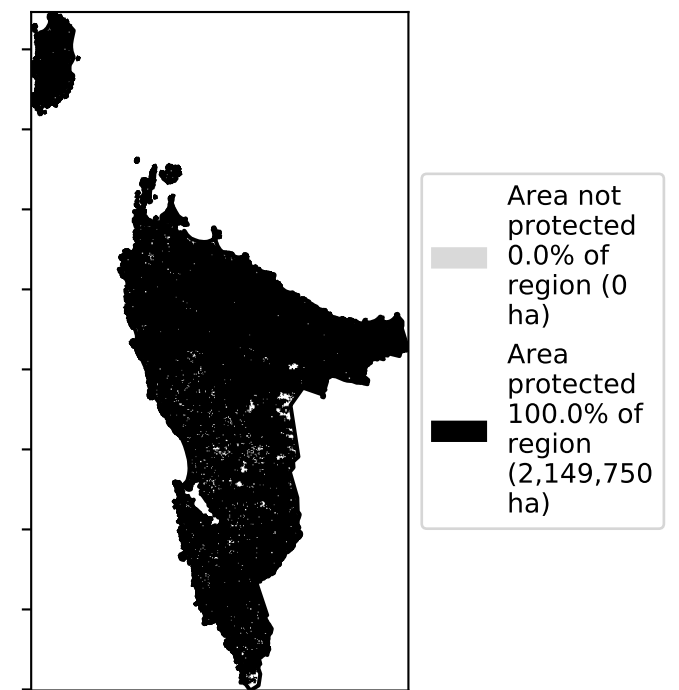 Area not
protected
0.0% of
region (0
ha)
Area
protected
100.0% of
region
(2,149,750
ha)